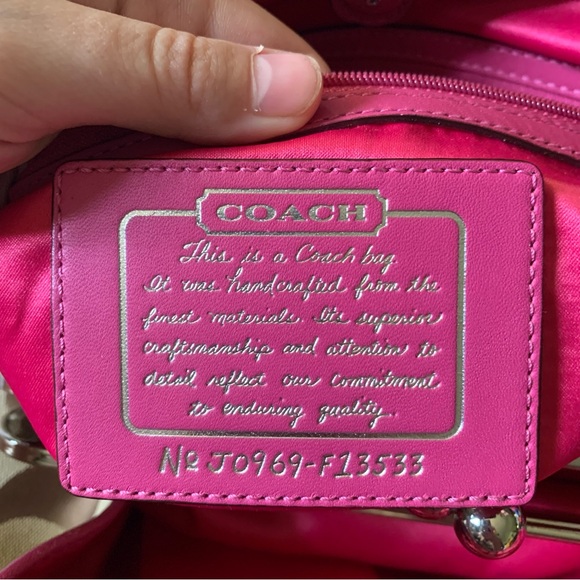 COACH
This is a Coach bag.
It was handcrafted from the
finest materials. Its superior
craftsmanship and attention to
detail reflect our commitment
to enduring quality.
Nº J0969-F13533